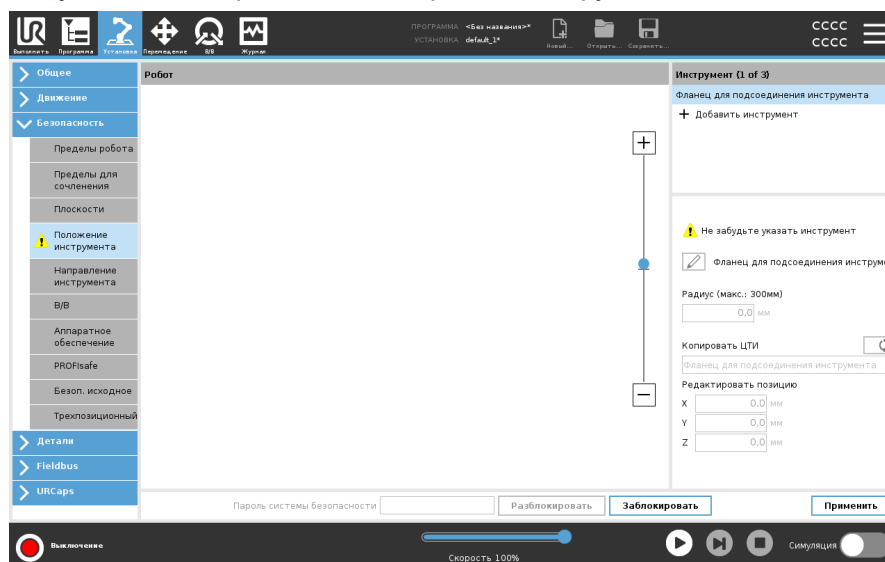 ПРОГРАММА <Без названия>*
УСТАНОВКА default_1*
Выполнить Программа Установка Перемещение В/В Журнал
Новый... Открыть... Сохранить...
CCCC
CCCC
Общее
Движение
Безопасность
Пределы робота
Пределы для
сочленения
Плоскости
Положение
инструмента
Направление
инструмента
В/В
Аппаратное
обеспечение
PROFIsafe
Безоп. исходное
Трехпозиционный
Детали
Fieldbus
URCaps
Робот
Инструмент (1 of 3)
Фланец для подсоединения инструмента
+ Добавить инструмент
Не забудьте указать инструмент
Фланец для подсоединения инструме
Радиус (макс.: 300мм)
0,0 мм
Копировать ЦТИ
Фланец для подсоединения инструмента
Редактировать позицию
X 0,0 мм
Y 0,0 мм
Z 0,0 мм
Пароль системы безопасности Разблокировать Заблокировать Применить
Выключение
Скорость 100%
Симуляция